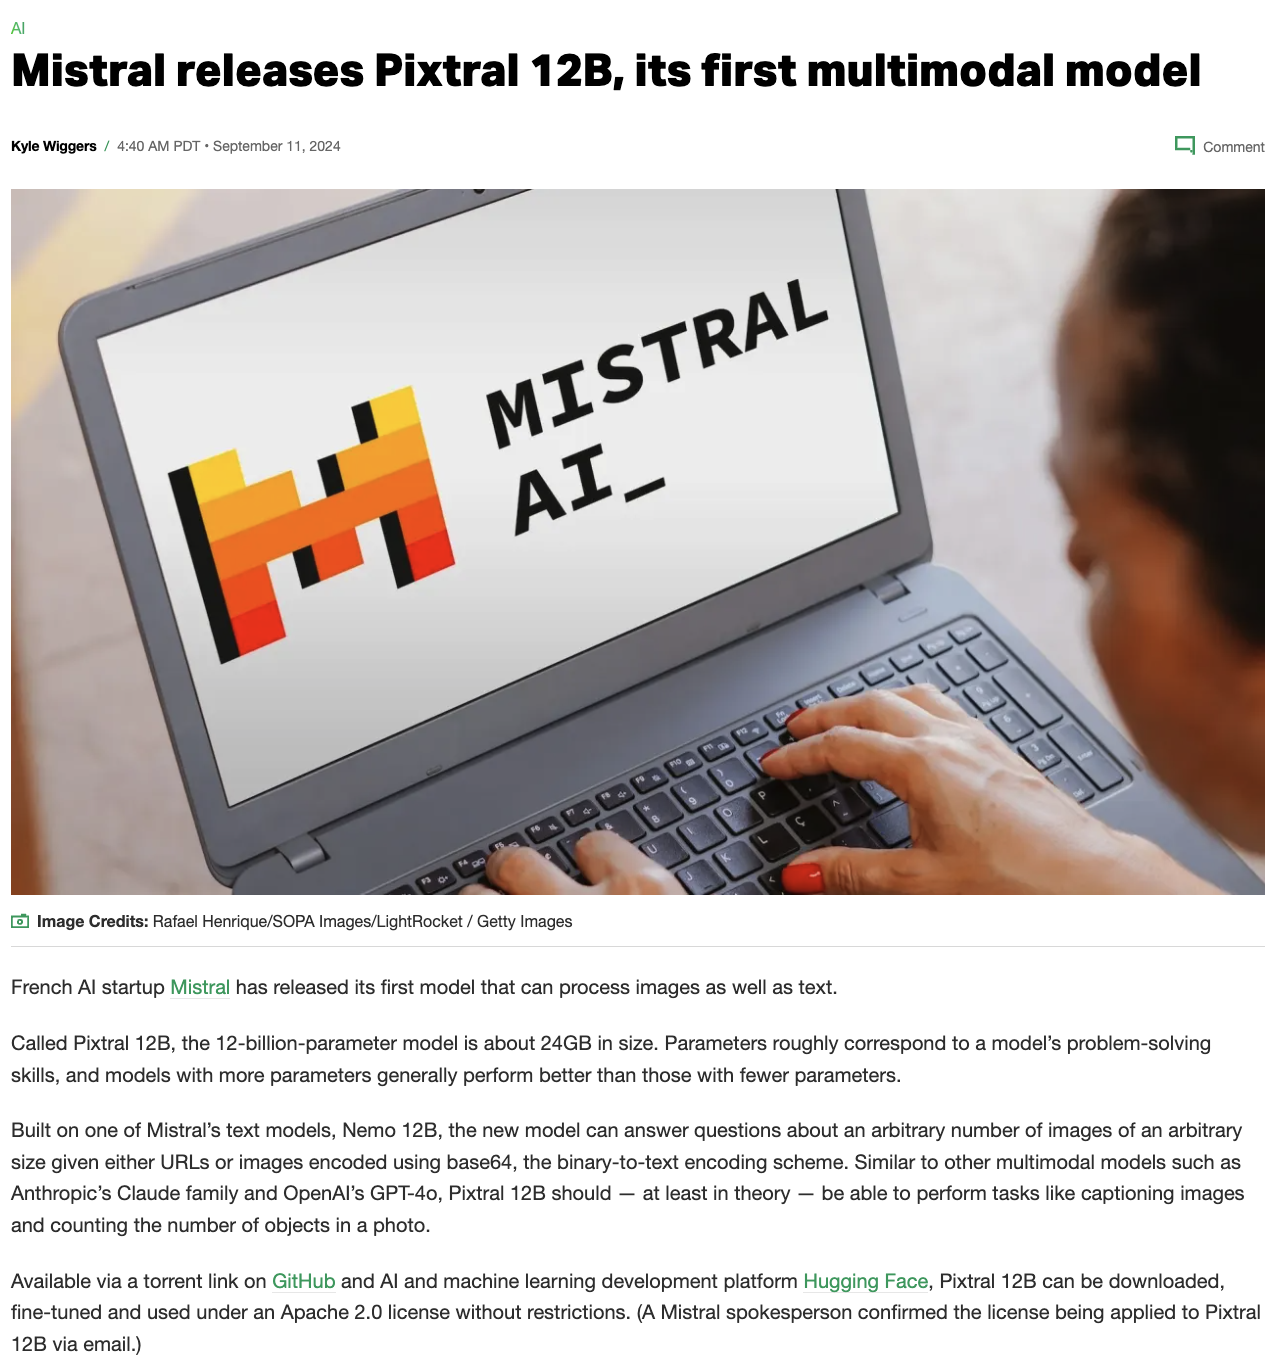 AI
Mistral releases Pixtral 12B, its first multimodal model
Kyle Wiggers / 4:40 AM PDT • September 11, 2024
Comment
MISTRAL
AI_
Image Credits: Rafael Henrique/SOPA Images/LightRocket / Getty Images
French AI startup Mistral has released its first model that can process images as well as text.
Called Pixtral 12B, the 12-billion-parameter model is about 24GB in size. Parameters roughly correspond to a model’s problem-solving
skills, and models with more parameters generally perform better than those with fewer parameters.
Built on one of Mistral’s text models, Nemo 12B, the new model can answer questions about an arbitrary number of images of an arbitrary
size given either URLs or images encoded using base64, the binary-to-text encoding scheme. Similar to other multimodal models such as
Anthropic’s Claude family and OpenAI’s GPT-4o, Pixtral 12B should — at least in theory — be able to perform tasks like captioning images
and counting the number of objects in a photo.
Available via a torrent link on GitHub and AI and machine learning development platform Hugging Face, Pixtral 12B can be downloaded,
fine-tuned and used under an Apache 2.0 license without restrictions. (A Mistral spokesperson confirmed the license being applied to Pixtral
12B via email.)